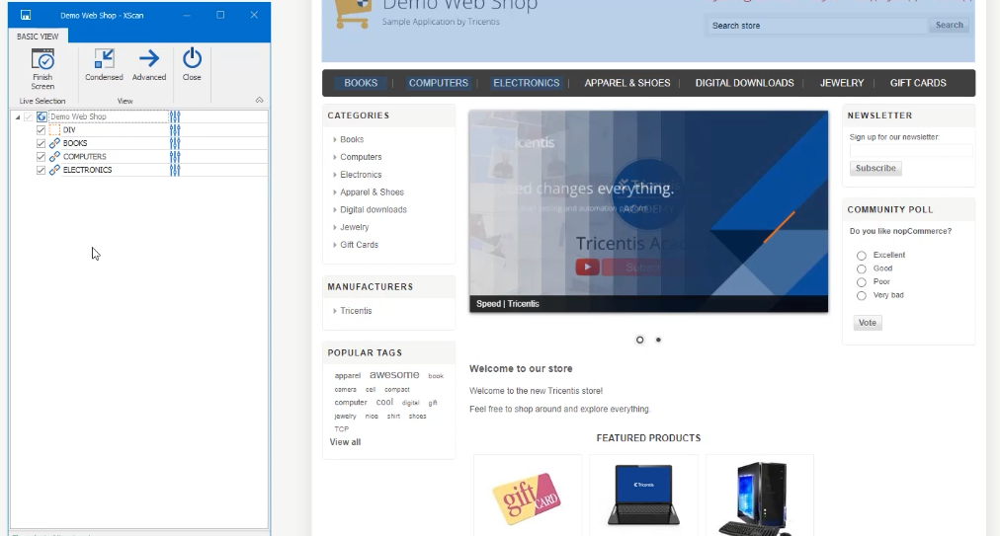 Demo Web Shop - XScan
BASIC VIEW
Finish
Screen
Condensed
Advanced
Close
Live Selection
View
Demo Web Shop
DIV
BOOKS
COMPUTERS
ELECTRONICS
Demo Web Shop
Sample Application by Tricentis
Search store
Search
BOOKS
COMPUTERS
ELECTRONICS
APPAREL & SHOES
DIGITAL DOWNLOADS
JEWELRY
GIFT CARDS
CATEGORIES
Books
Computers
Electronics
Apparel & Shoes
Digital downloads
Jewelry
Gift Cards
MANUFACTURERS
Tricentis
POPULAR TAGS
apparel awesome book
camera cell compact
computer cool digital gift
jewelry nice shirt shoes
TCP
View all
centis
ed changes everything.
Tricentis
Speed | Tricentis
Welcome to our store
Welcome to the new Tricentis store!
Feel free to shop around and explore everything.
FEATURED PRODUCTS
gift
CARD
Tricentis
NEWSLETTER
Sign up for our newsletter:
Subscribe
COMMUNITY POLL
Do you like nopCommerce?
Excellent
Good
Poor
Very bad
Vote